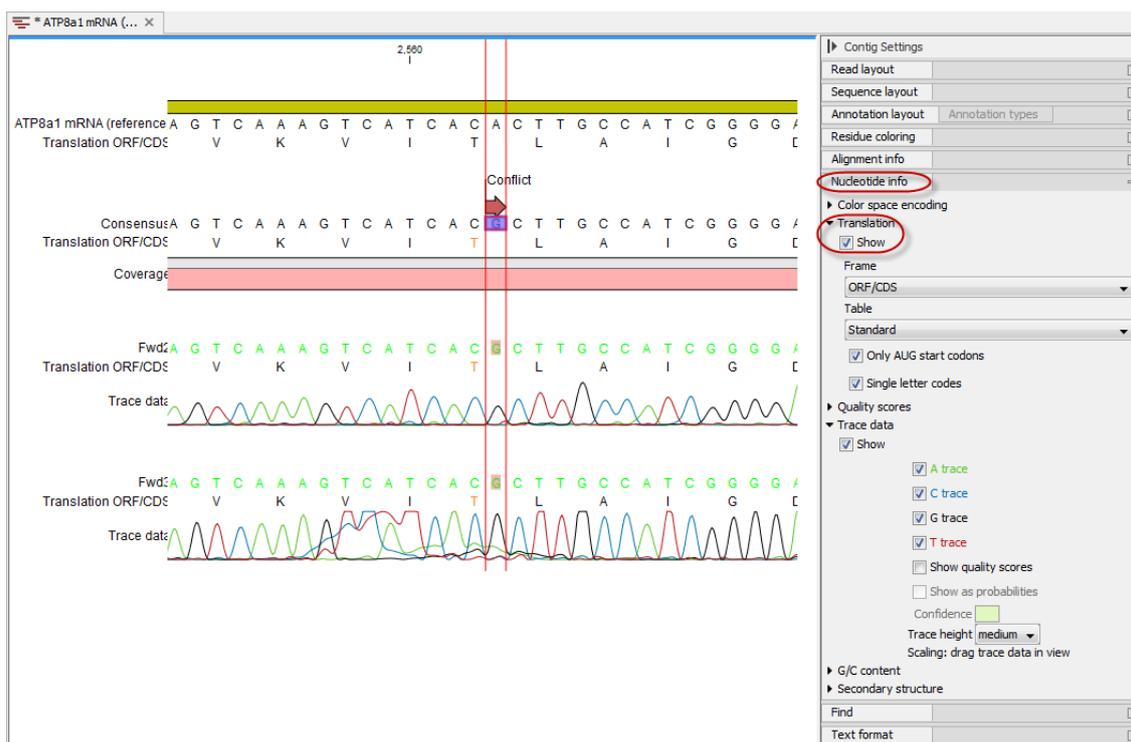 * ATP8a1 mRNA (... ×
2,560
ATP8a1 mRNA (reference A G T C A A A G T C A T C A C A C T T G C C A T C G G G G A
Translation ORF/CDS V K V I T L A I G D
Conflict
Consensus A G T C A A A G T C A T C A C G C T T G C C A T C G G G G A
Translation ORF/CDS V K V I T L A I G D
Coverage
Fwd2 A G T C A A A G T C A T C A C G C T T G C C A T C G G G G A
Translation ORF/CDS V K V I T L A I G D
Trace data
Fwd3 A G T C A A A G T C A T C A C G C T T G C C A T C G G G G A
Translation ORF/CDS V K V I T L A I G D
Trace data
Contig Settings
Read layout
Sequence layout
Annotation layout Annotation types
Residue coloring
Alignment info
Nucleotide info
Color space encoding
Translation
Show
Frame
ORF/CDS
Table
Standard
Only AUG start codons
Single letter codes
Quality scores
Trace data
Show
A trace
C trace
G trace
T trace
Show quality scores
Show as probabilities
Confidence
Trace height medium
Scaling: drag trace data in view
G/C content
Secondary structure
Find
Text format